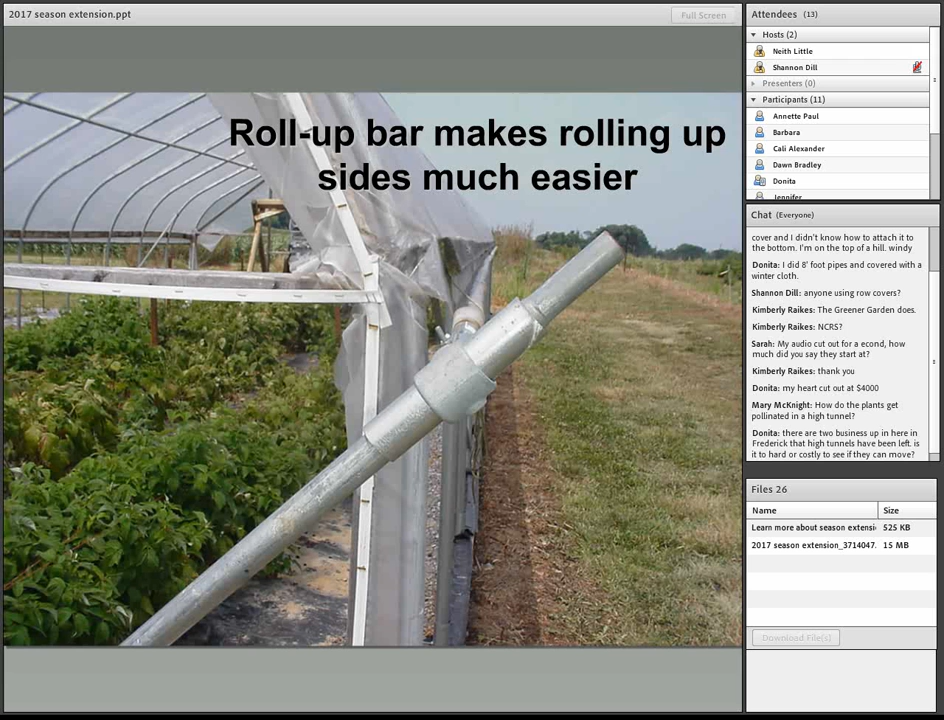 2017 season extension.ppt
Full Screen
Roll-up bar makes rolling up
sides much easier
Attendees (13)
Hosts (2)
Neith Little
Shannon Dill
Presenters (0)
Participants (11)
Annette Paul
Barbara
Cali Alexander
Dawn Bradley
Donita
Jennifer
Chat (Everyone)
cover and I didn't know how to attach it to
the bottom. I'm on the top of a hill. windy
Donita: I did 8' foot pipes and covered with a
winter cloth.
Shannon Dill: anyone using row covers?
Kimberly Raikes: The Greener Garden does.
Kimberly Raikes: NCRS?
Sarah: My audio cut out for a econd, how
much did you say they start at?
Kimberly Raikes: thank you
Donita: my heart cut out at $4000
Mary McKnight: How do the plants get
pollinated in a high tunnel?
Donita: there are two business up in here in
Frederick that high tunnels have been left. is
it to hard or costly to see if they can move?
Files 26
Name Size
Learn more about season extensi 525 KB
2017 season extension_3714047. 15 MB
Download File(s)